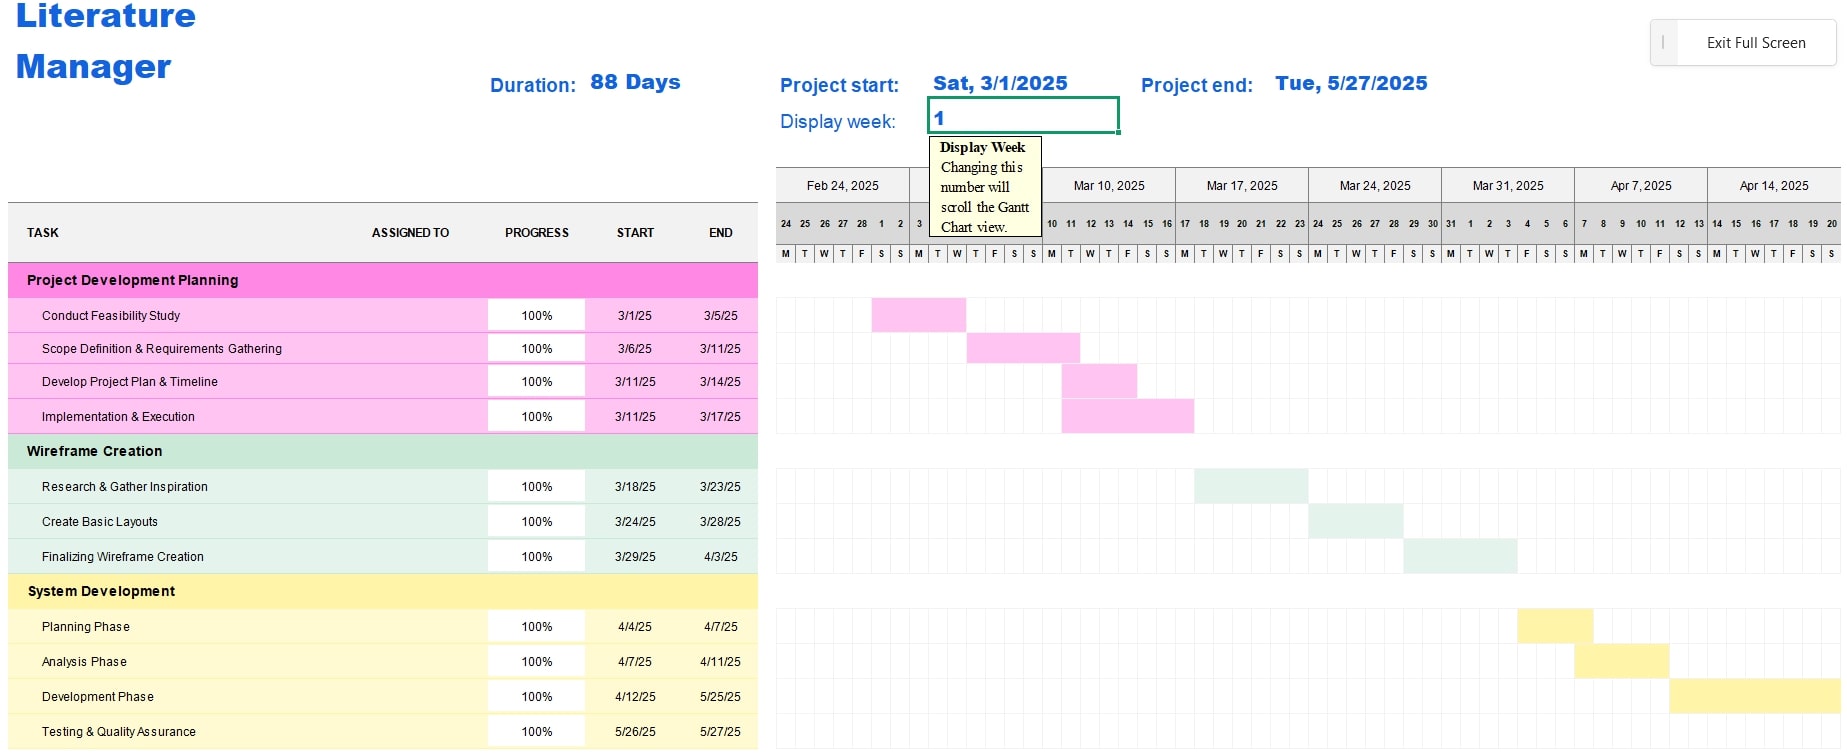 Literature
Manager
Exit Full Screen
Duration: 88 Days Project start: Sat, 3/1/2025 Project end: Tue, 5/27/2025
Display week: 1
Display Week
Changing this
number will
scroll the Gantt
Chart view.
Feb 24, 2025 Mar 10, 2025 Mar 17, 2025 Mar 24, 2025 Mar 31, 2025 Apr 7, 2025 Apr 14, 2025
24 25 26 27 28 1 2 3 10 11 12 13 14 15 16 17 18 19 20 21 22 23 24 25 26 27 28 29 30 31 1 2 3 4 5 6 7 8 9 10 11 12 13 14 15 16 17 18 19 20
TASK ASSIGNED TO PROGRESS START END
M T W T F S S M T W T F S S M T W T F S S M T W T F S S M T W T F S S M T W T F S S M T W T F S S M T W T F S S
Project Development Planning
Conduct Feasibility Study 100% 3/1/25 3/5/25
Scope Definition & Requirements Gathering 100% 3/6/25 3/11/25
Develop Project Plan & Timeline 100% 3/11/25 3/14/25
Implementation & Execution 100% 3/11/25 3/17/25
Wireframe Creation
Research & Gather Inspiration 100% 3/18/25 3/23/25
Create Basic Layouts 100% 3/24/25 3/28/25
Finalizing Wireframe Creation 100% 3/29/25 4/3/25
System Development
Planning Phase 100% 4/4/25 4/7/25
Analysis Phase 100% 4/7/25 4/11/25
Development Phase 100% 4/12/25 5/25/25
Testing & Quality Assurance 100% 5/26/25 5/27/25